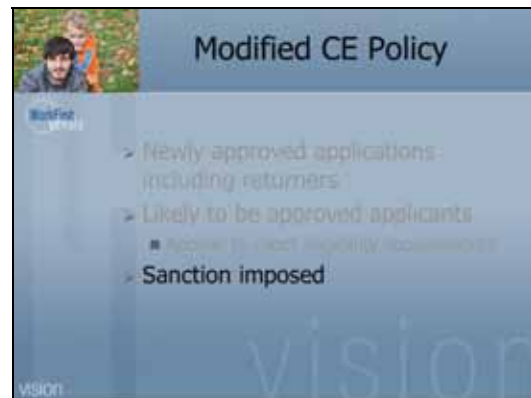 Modified CE Policy
WorkFirst
Newly approved applications
including returners
Likely to be approved applicants
Sanction imposed
vision
vision